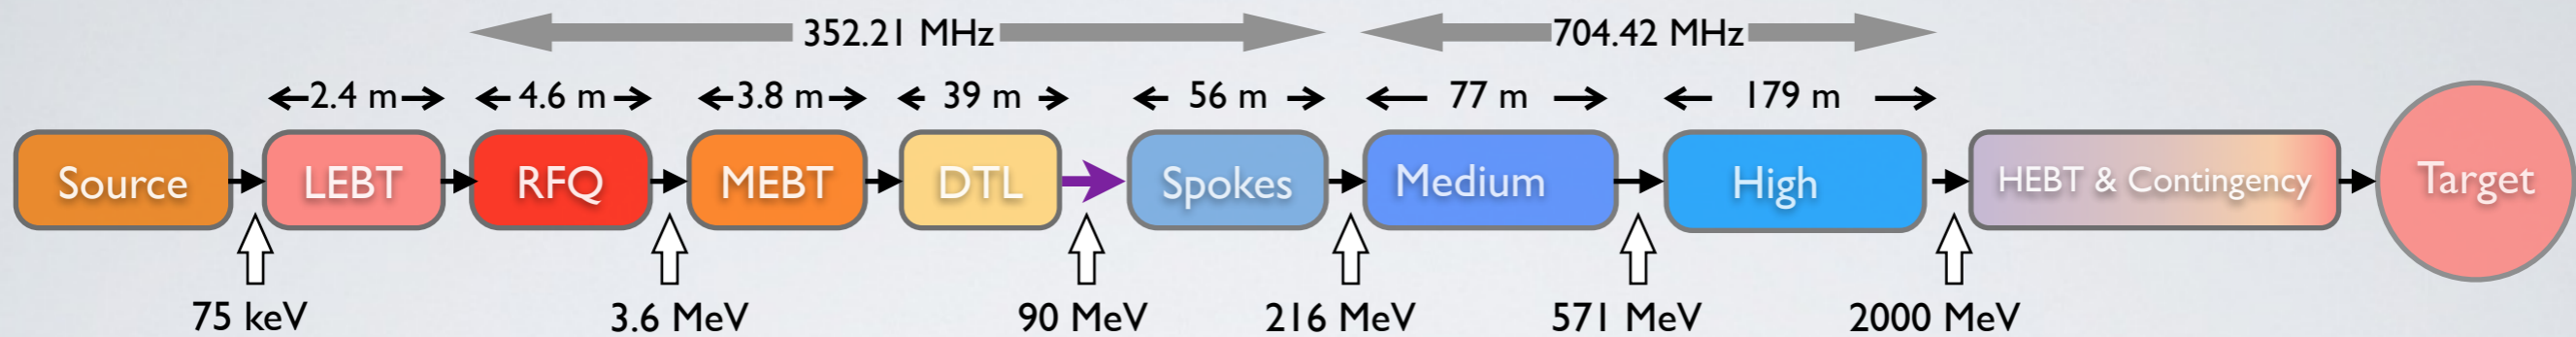 352.21 MHz 704.42 MHz
2.4 m 4.6 m 3.8 m 39 m 56 m 77 m 179 m
Source LEBT RFQ MEBT DTL Spokes Medium High HEBT & Contingency Target
75 keV 3.6 MeV 90 MeV 216 MeV 571 MeV 2000 MeV